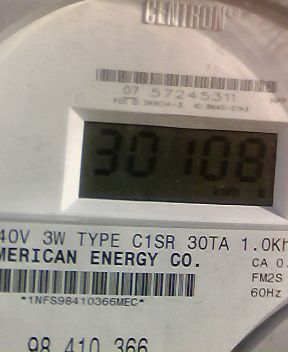 CENTRON®
07 57245311
30108
kWh
40V 3W TYPE C1SR 30TA 1.0Kh
MERICAN ENERGY CO.
CA 0.
FM2S
60Hz
*1NFS98410366MEC*
98 410 366